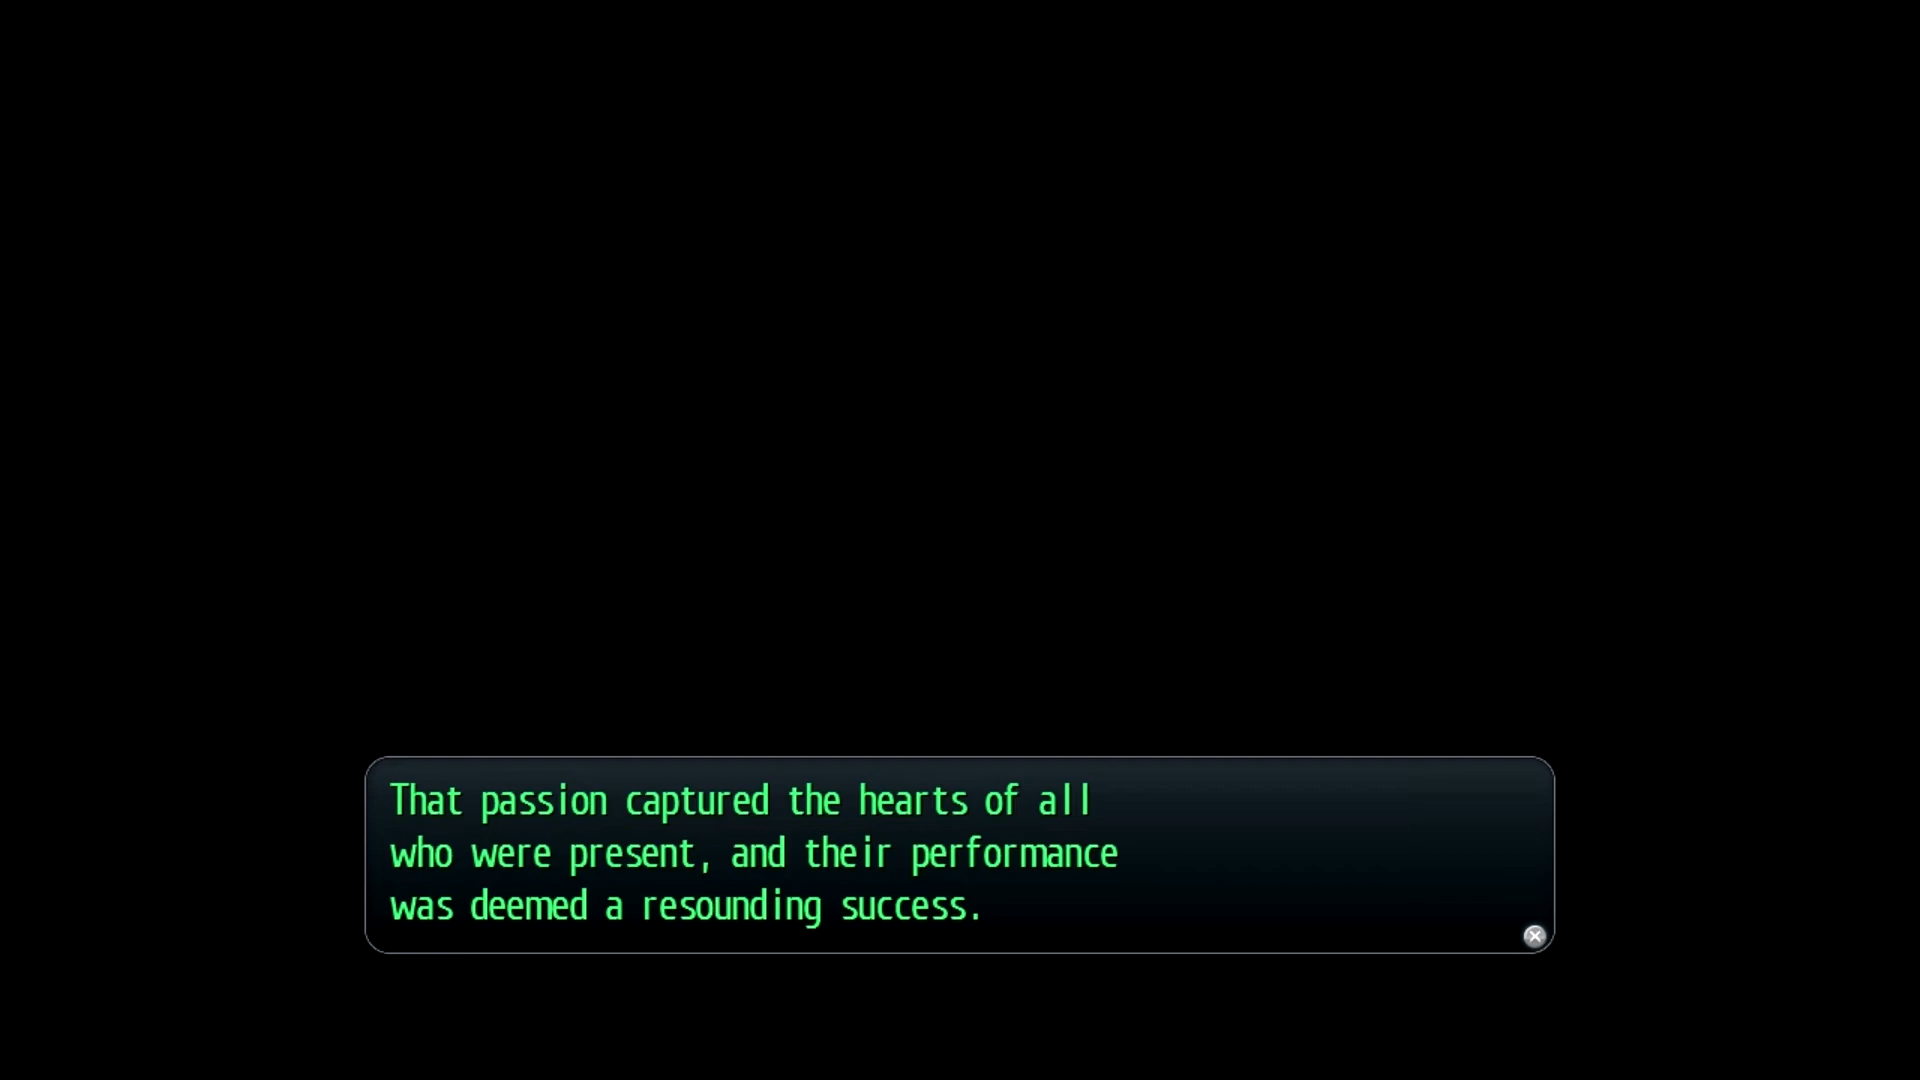 That passion captured the hearts of all
who were present, and their performance
was deemed a resounding success.